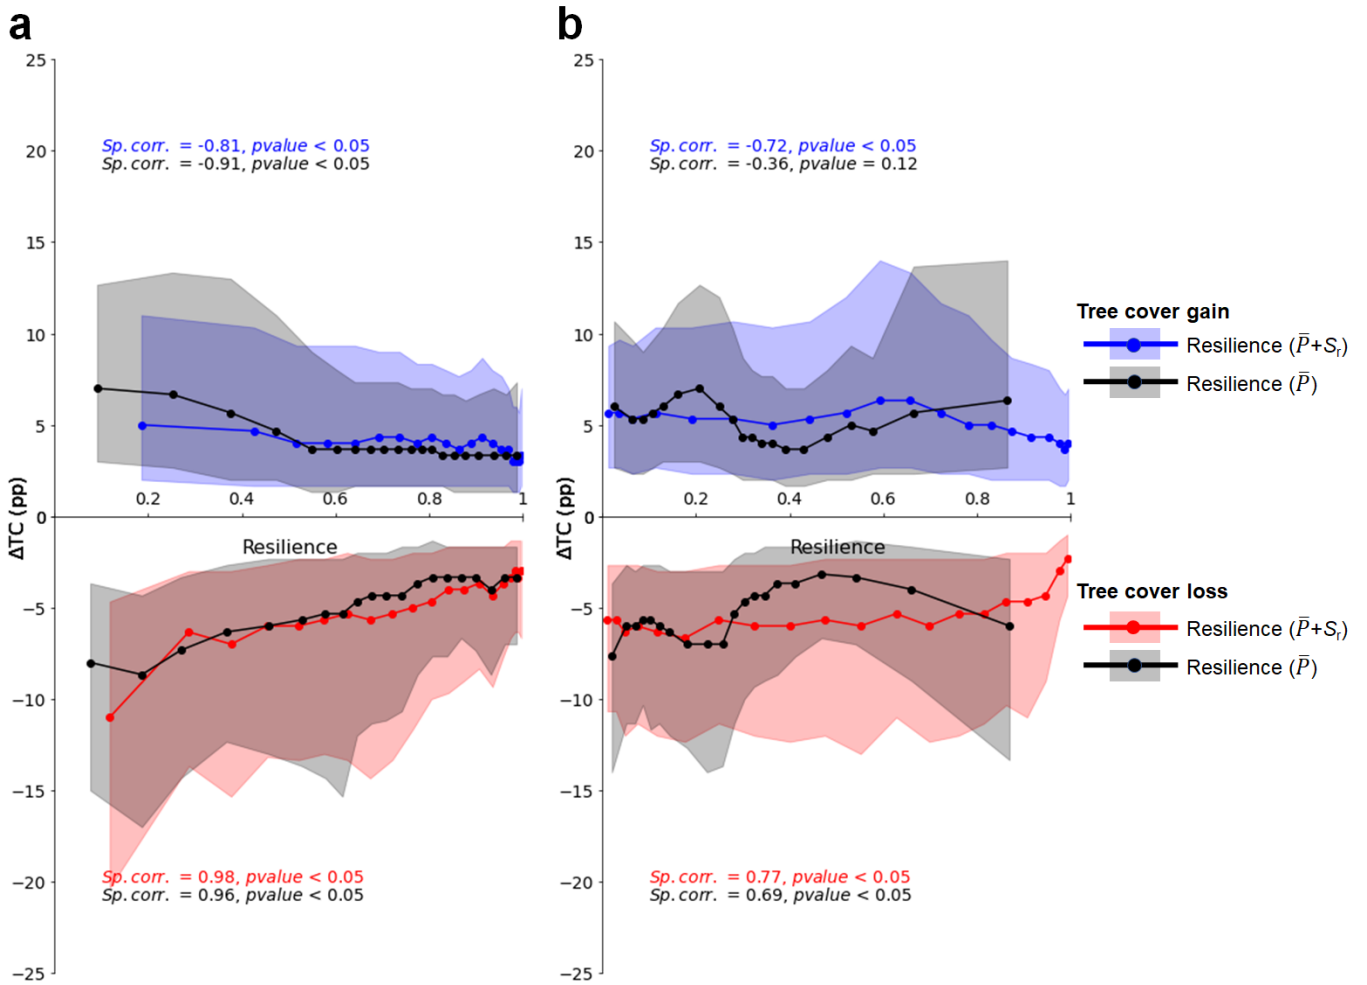 a
b
25
20
15
10
5
0
−5
−10
−15
−20
−25
ΔTC (pp)
Sp.corr. = -0.81, pvalue < 0.05
Sp.corr. = -0.91, pvalue < 0.05
0.2 0.4 0.6 0.8 1
Resilience
Sp.corr. = 0.98, pvalue < 0.05
Sp.corr. = 0.96, pvalue < 0.05
25
20
15
10
5
0
−5
−10
−15
−20
−25
ΔTC (pp)
Sp.corr. = -0.72, pvalue < 0.05
Sp.corr. = -0.36, pvalue = 0.12
0.2 0.4 0.6 0.8 1
Resilience
Sp.corr. = 0.77, pvalue < 0.05
Sp.corr. = 0.69, pvalue < 0.05
Tree cover gain
Resilience (P̅+Sr)
Resilience (P̅)
Tree cover loss
Resilience (P̅+Sr)
Resilience (P̅)